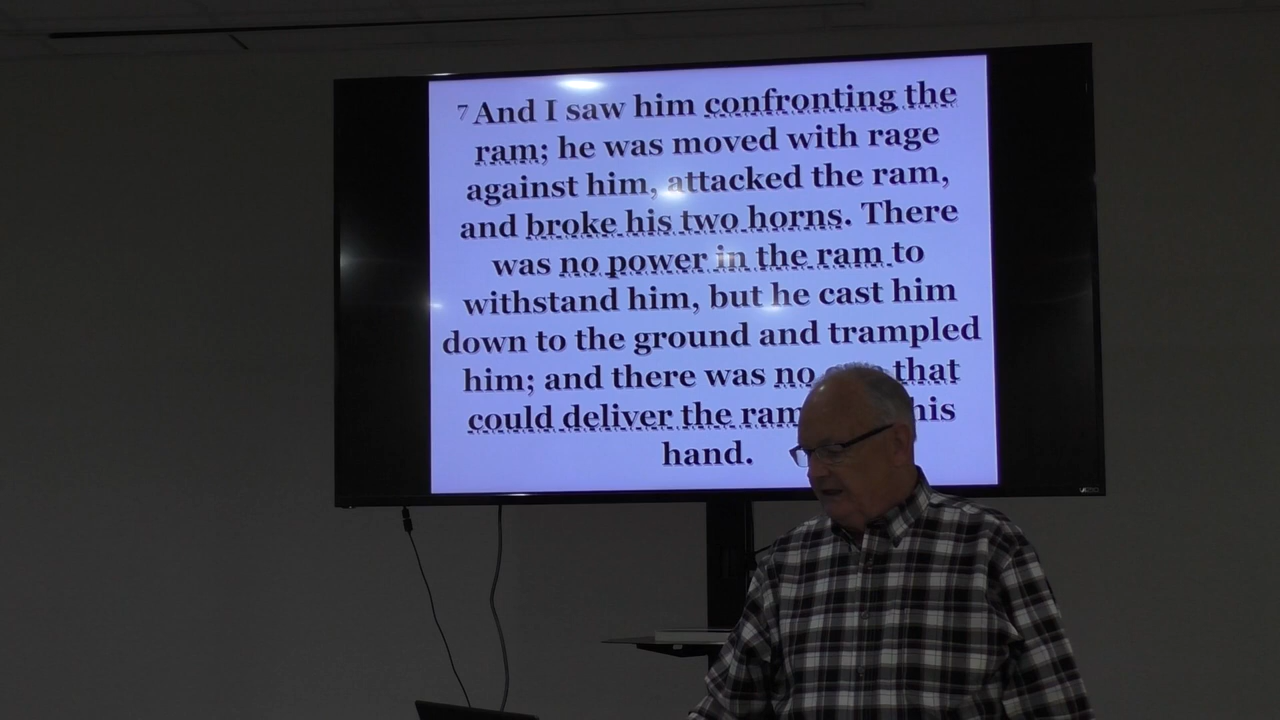 7 And I saw him confronting the
ram; he was moved with rage
against him, attacked the ram,
and broke his two horns. There
was no power in the ram to
withstand him, but he cast him
down to the ground and trampled
him; and there was no that
could deliver the ram his
hand.
VIZIO